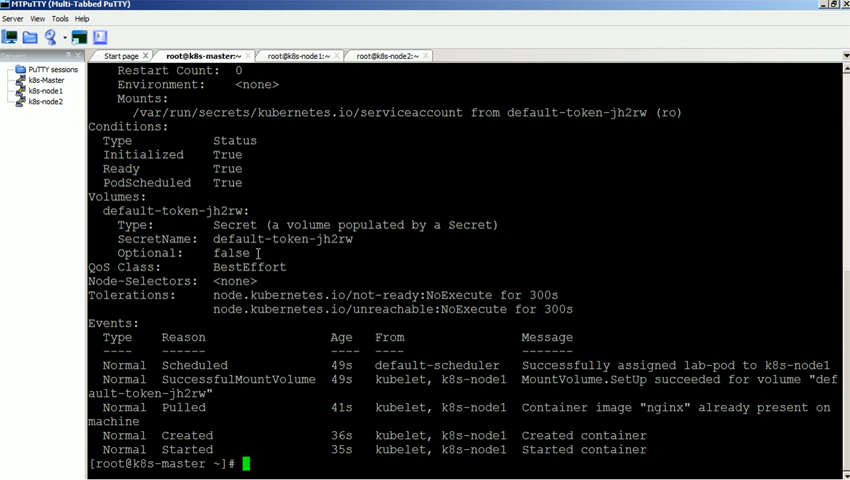 MTPuTTY (Multi-Tabbed PuTTY)
Server View Tools Help
Start page root@k8s-master:~ root@k8s-node1:~ root@k8s-node2:~
PuTTY sessions
k8s-Master
k8s-node1
k8s-node2
Restart Count: 0
Environment: <none>
Mounts:
/var/run/secrets/kubernetes.io/serviceaccount from default-token-jh2rw (ro)
Conditions:
Type Status
Initialized True
Ready True
PodScheduled True
Volumes:
default-token-jh2rw:
Type: Secret (a volume populated by a Secret)
SecretName: default-token-jh2rw
Optional: false
QoS Class: BestEffort
Node-Selectors: <none>
Tolerations: node.kubernetes.io/not-ready:NoExecute for 300s
node.kubernetes.io/unreachable:NoExecute for 300s
Events:
Type Reason Age From Message
---- ------ ---- ---- -------
Normal Scheduled 49s default-scheduler Successfully assigned lab-pod to k8s-node1
Normal SuccessfulMountVolume 49s kubelet, k8s-node1 MountVolume.SetUp succeeded for volume "def
ault-token-jh2rw"
Normal Pulled 41s kubelet, k8s-node1 Container image "nginx" already present on
machine
Normal Created 36s kubelet, k8s-node1 Created container
Normal Started 35s kubelet, k8s-node1 Started container
[root@k8s-master ~]#